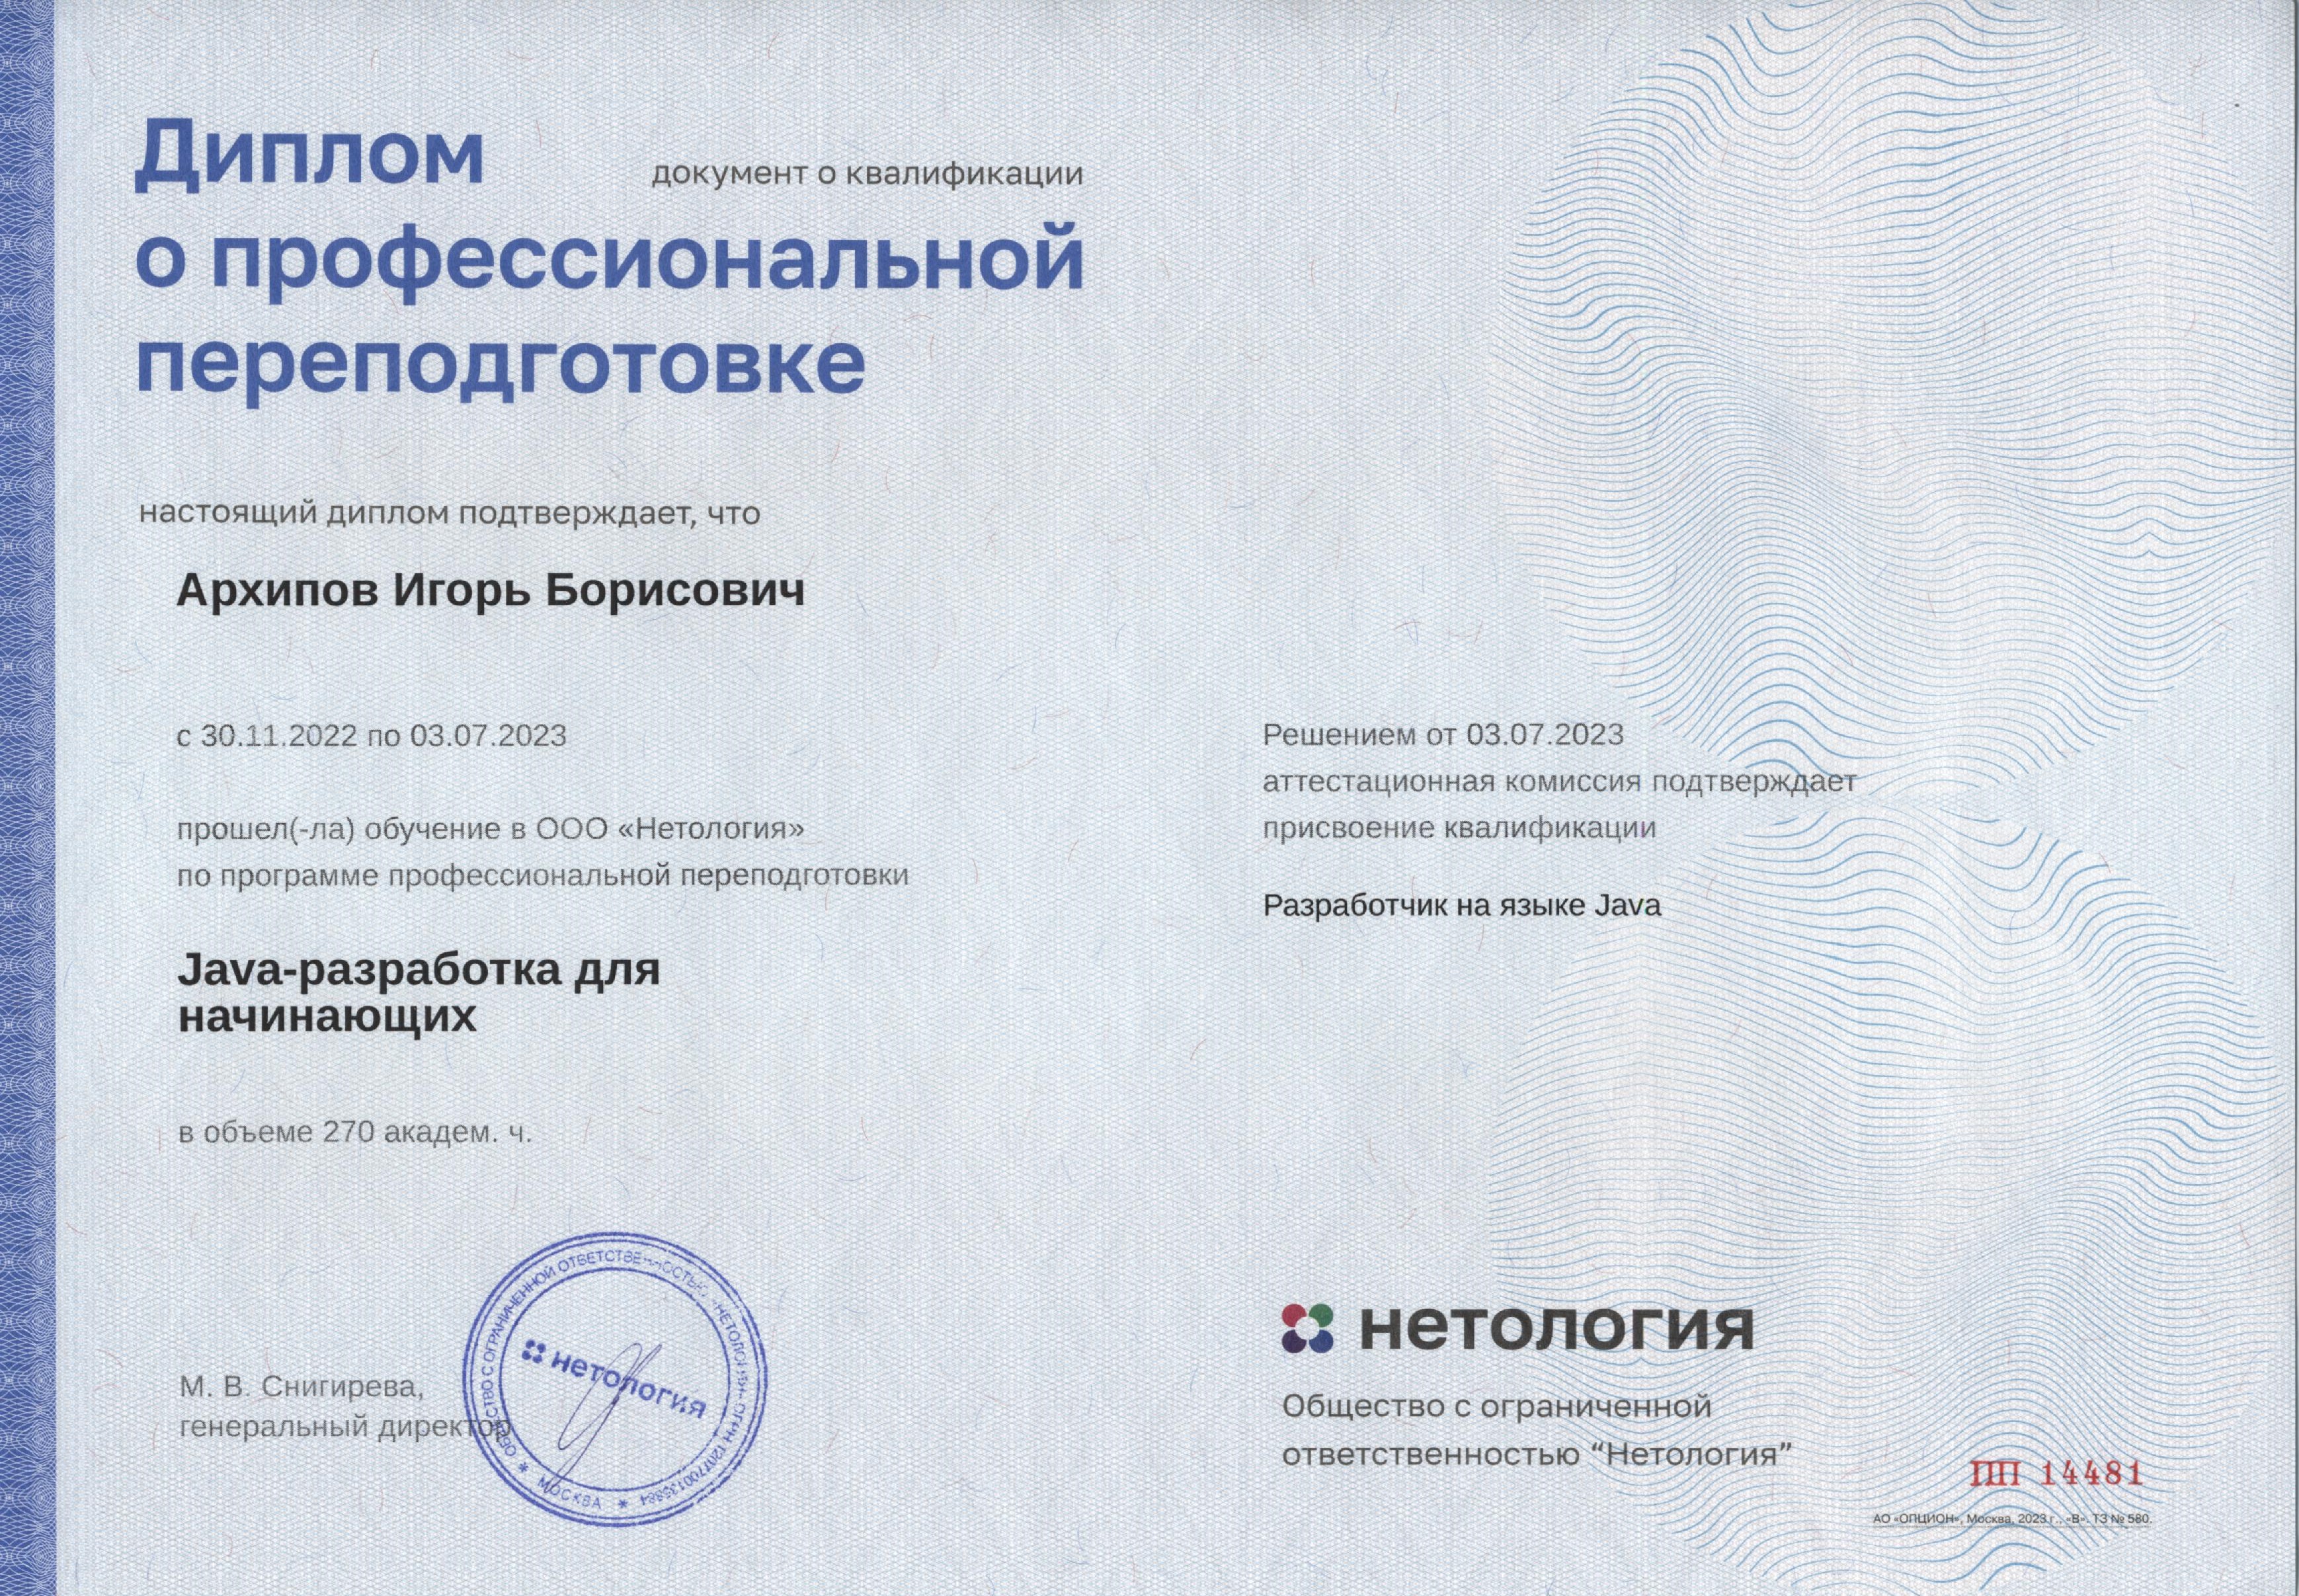 Диплом
документ о квалификации
о профессиональной
переподготовке
настоящий диплом подтверждает, что
Архипов Игорь Борисович
с 30.11.2022 по 03.07.2023
прошел(-ла) обучение в ООО «Нетология»
по программе профессиональной переподготовки
Java-разработка для
начинающих
в объеме 270 академ. ч.
Решением от 03.07.2023
аттестационная комиссия подтверждает
присвоение квалификации
Разработчик на языке Java
М. В. Снигирева,
генеральный директор
ОБЩЕСТВО С ОГРАНИЧЕННОЙ ОТВЕТСТВЕННОСТЬЮ «НЕТОЛОГИЯ» ОГРН
* МОСКВА *
нетология
нетология
Общество с ограниченной
ответственностью “Нетология”
ПП 14481
АО «ОПЦИОН», Москва, 2023 г., «В». ТЗ № 580.